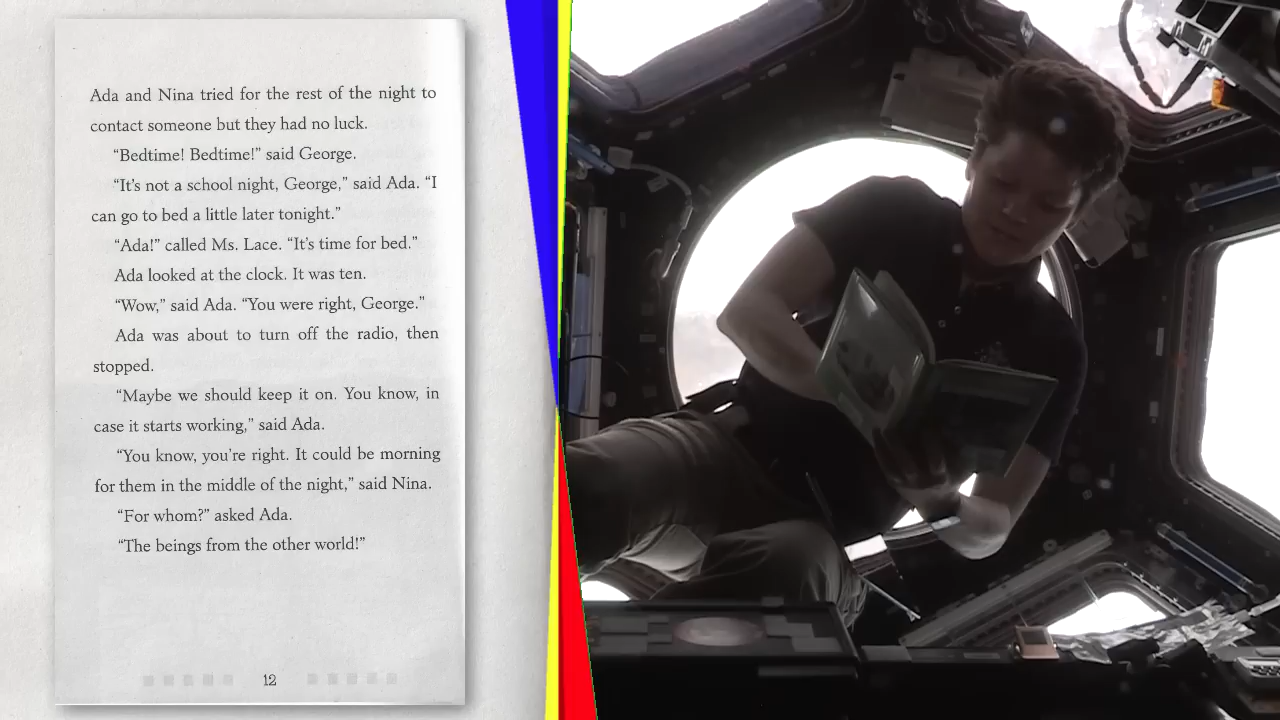 Ada and Nina tried for the rest of the night to
contact someone but they had no luck.
“Bedtime! Bedtime!” said George.
“It’s not a school night, George,” said Ada. “I
can go to bed a little later tonight.”
“Ada!” called Ms. Lace. “It’s time for bed.”
Ada looked at the clock. It was ten.
“Wow,” said Ada. “You were right, George.”
Ada was about to turn off the radio, then
stopped.
“Maybe we should keep it on. You know, in
case it starts working,” said Ada.
“You know, you’re right. It could be morning
for them in the middle of the night,” said Nina.
“For whom?” asked Ada.
“The beings from the other world!”
12